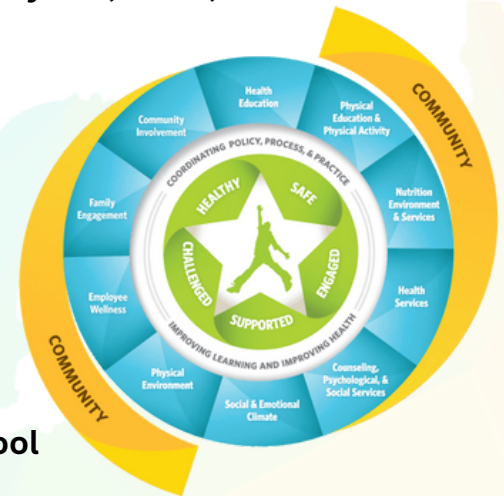 COMMUNITY
Health
Education
Physical
Education &
Physical Activity
Nutrition
Environment
& Services
Health
Services
Counseling,
Psychological, &
Social Services
Social & Emotional
Climate
Physical
Environment
Employee
Wellness
Family
Engagement
Community
Involvement
COORDINATING POLICY, PROCESS, & PRACTICE
IMPROVING LEARNING AND IMPROVING HEALTH
HEALTHY
SAFE
ENGAGED
SUPPORTED
CHALLENGED
COMMUNITY
ool